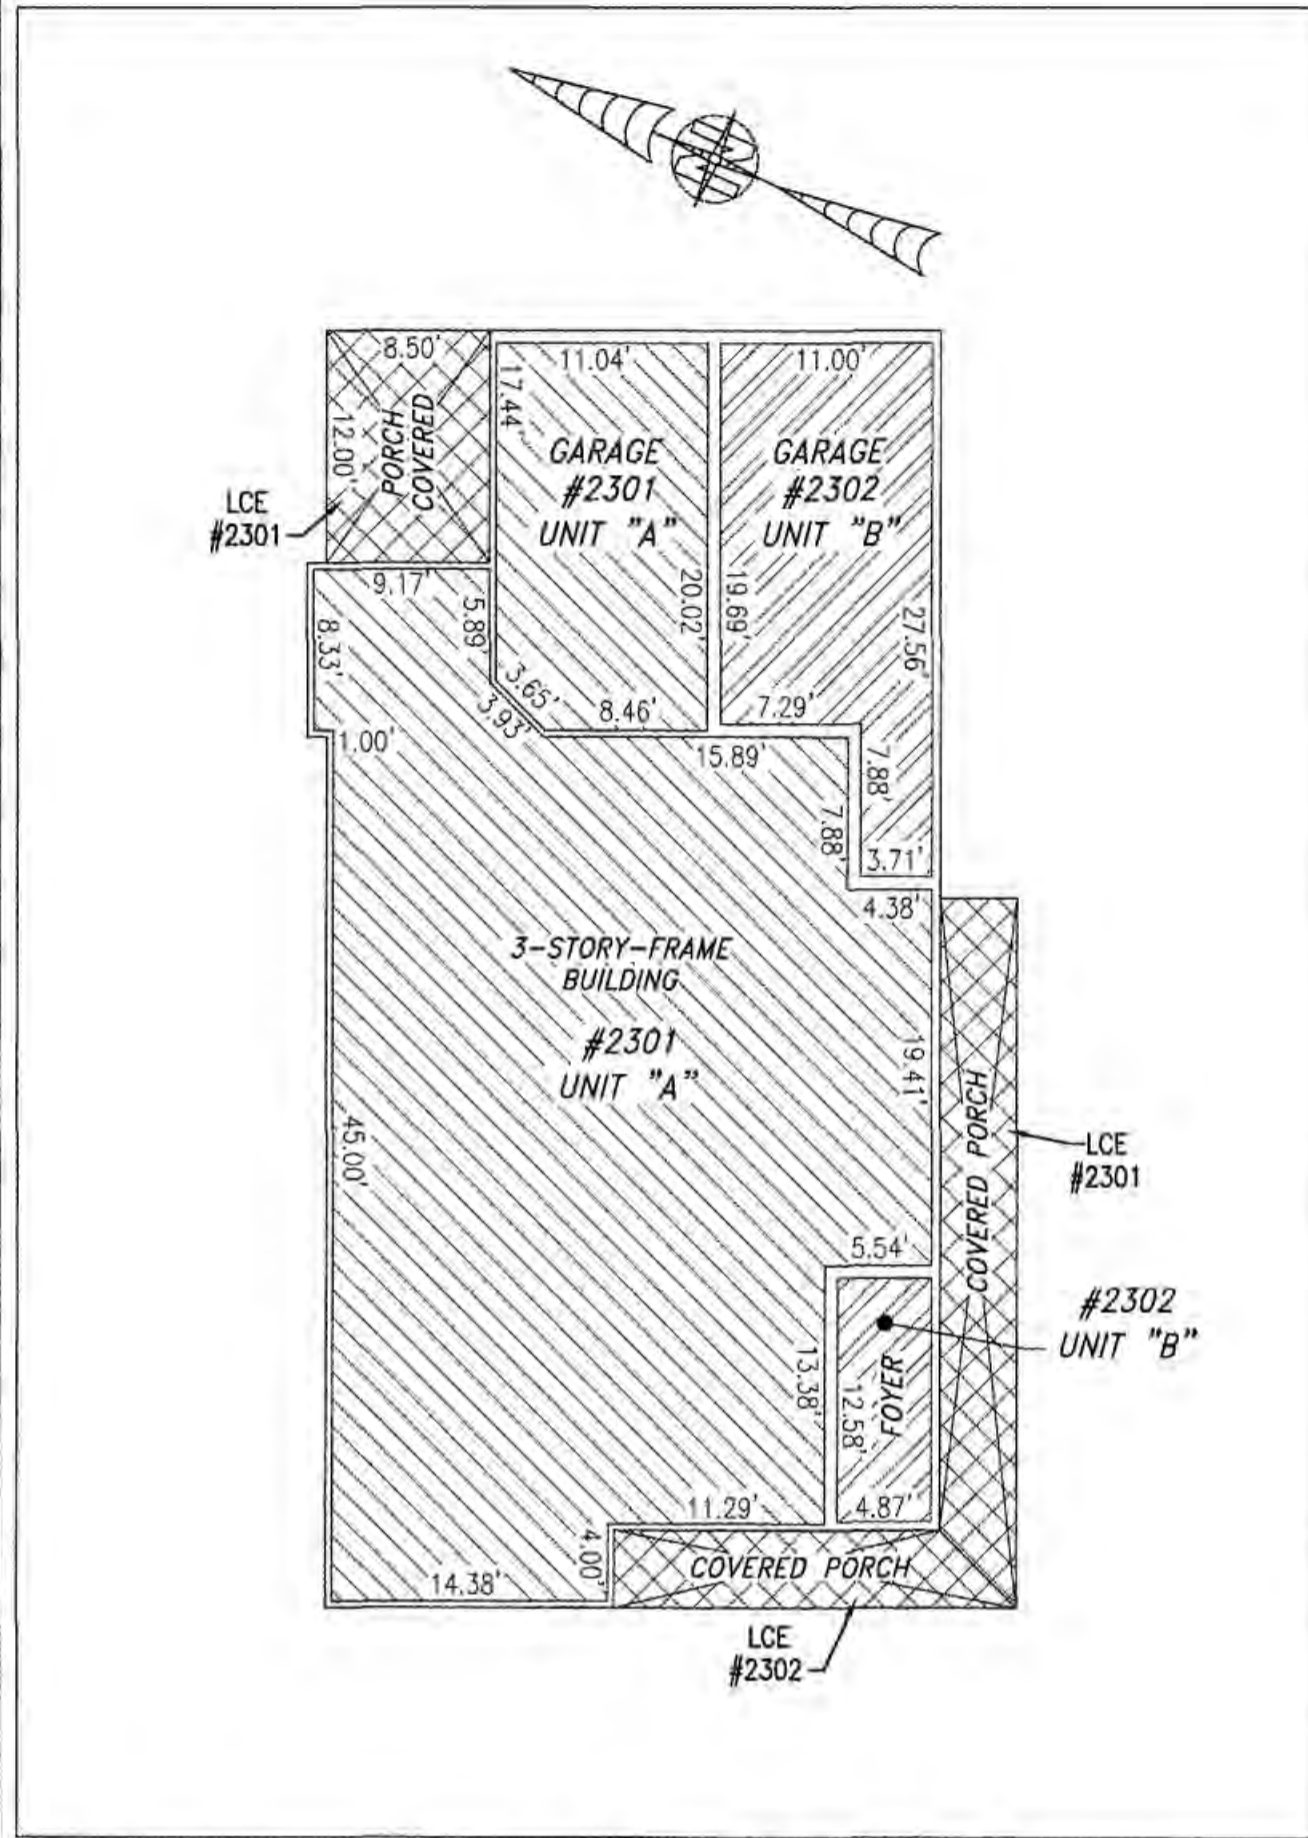 N
8.50'
11.04'
11.00'
17.44'
12.00'
PORCH
COVERED
GARAGE
#2301
UNIT "A"
GARAGE
#2302
UNIT "B"
LCE
#2301
9.17'
5.89'
20.02'
19.69'
27.56'
8.33'
3.65'
3.93'
8.46'
7.29'
1.00'
15.89'
7.88'
7.88'
3.71'
4.38'
3-STORY-FRAME
BUILDING
#2301
UNIT "A"
19.41'
45.00'
COVERED PORCH
LCE
#2301
5.54'
#2302
UNIT "B"
13.38'
12.58'
FOYER
11.29'
4.87'
4.00'
14.38'
COVERED PORCH
LCE
#2302